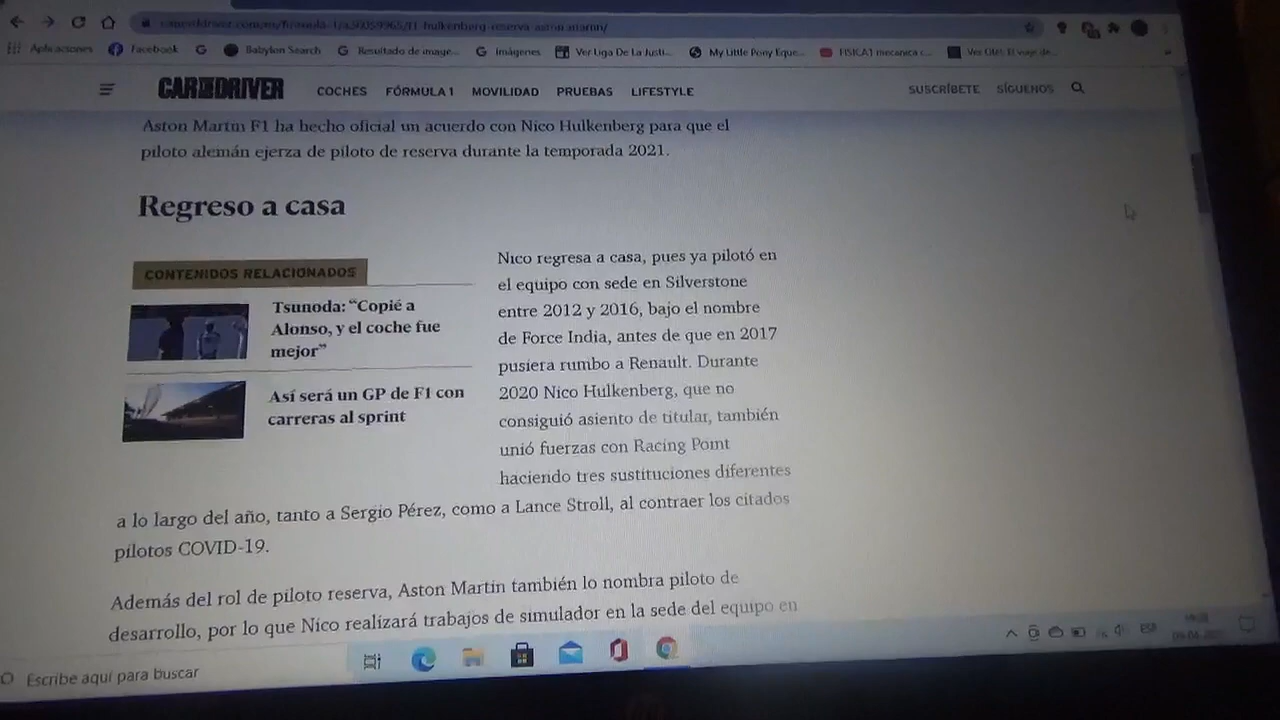 Aplicaciones Facebook G Babylon Search Resultado de image... Imágenes Ver Liga De La Justi... My Little Pony Eque... FISICA1 mecanica c...
CAR AND DRIVER COCHES FÓRMULA 1 MOVILIDAD PRUEBAS LIFESTYLE SUSCRÍBETE SÍGUENOS
Aston Martin F1 ha hecho oficial un acuerdo con Nico Hulkenberg para que el
piloto alemán ejerza de piloto de reserva durante la temporada 2021.
Regreso a casa
CONTENIDOS RELACIONADOS
Tsunoda: “Copié a
Alonso, y el coche fue
mejor”
Así será un GP de F1 con
carreras al sprint
Nico regresa a casa, pues ya pilotó en
el equipo con sede en Silverstone
entre 2012 y 2016, bajo el nombre
de Force India, antes de que en 2017
pusiera rumbo a Renault. Durante
2020 Nico Hulkenberg, que no
consiguió asiento de titular, también
unió fuerzas con Racing Point
haciendo tres sustituciones diferentes
a lo largo del año, tanto a Sergio Pérez, como a Lance Stroll, al contraer los citados
pilotos COVID-19.
Además del rol de piloto reserva, Aston Martin también lo nombra piloto de
desarrollo, por lo que Nico realizará trabajos de simulador en la sede del equipo en
Escribe aquí para buscar
ESP